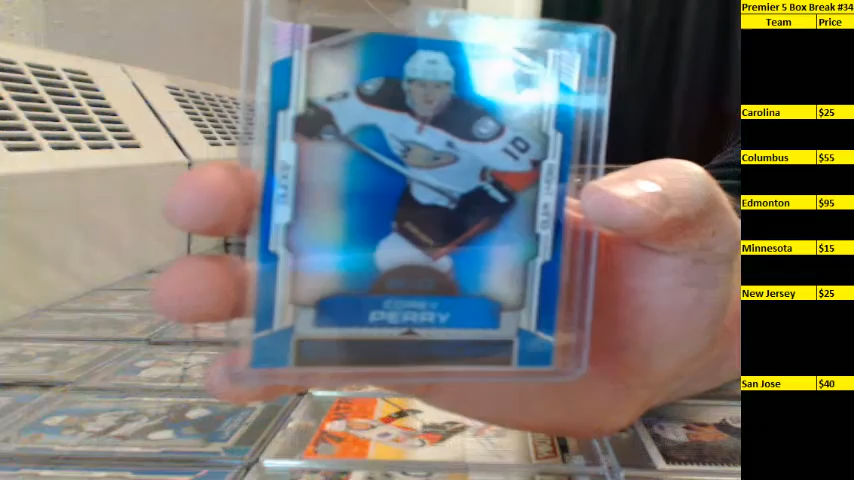 Premier 5 Box Break #34
Team Price
Carolina $25
Columbus $55
Edmonton $95
Minnesota $15
New Jersey $25
San Jose $40
10
COREY
PERRY